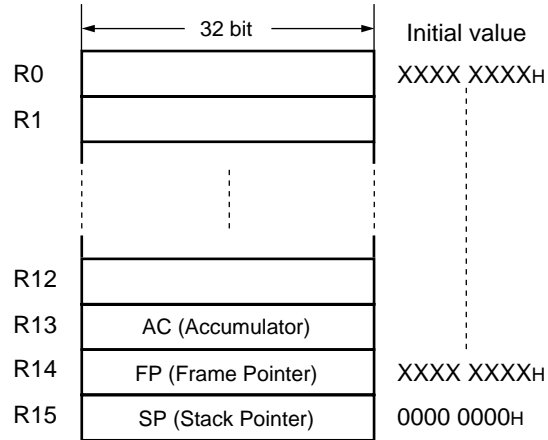 32 bit
Initial value
R0 XXXX XXXXH
R1
R12
R13 AC (Accumulator)
R14 FP (Frame Pointer) XXXX XXXXH
R15 SP (Stack Pointer) 0000 0000H